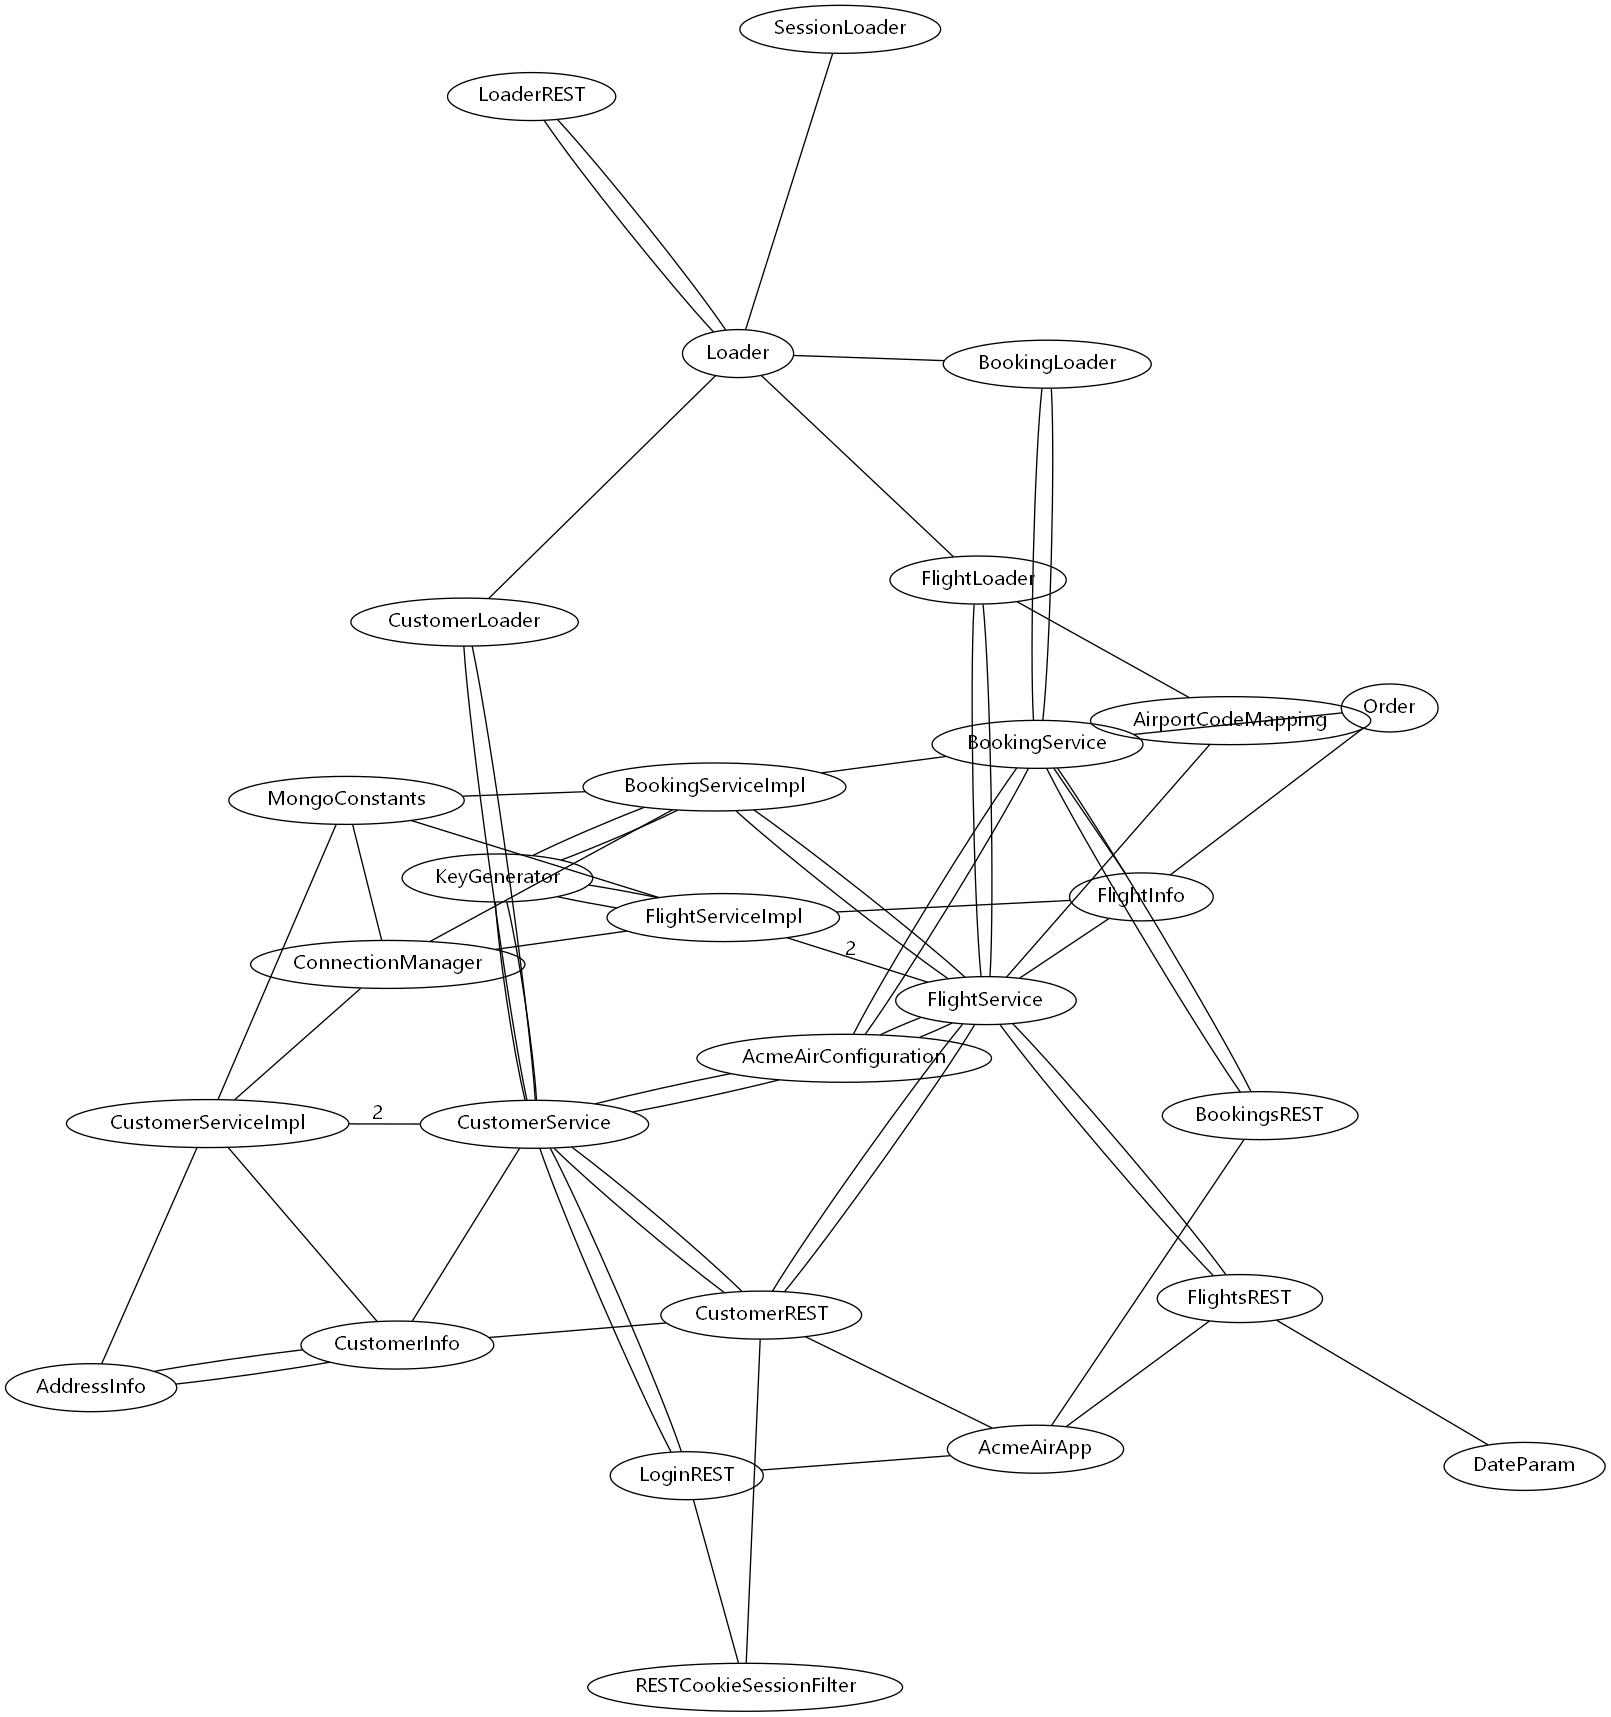 SessionLoader
LoaderREST
Loader
BookingLoader
FlightLoader
CustomerLoader
Order
AirportCodeMapping
BookingService
BookingServiceImpl
MongoConstants
KeyGenerator
FlightInfo
FlightServiceImpl
2
ConnectionManager
FlightService
AcmeAirConfiguration
2
BookingsREST
CustomerServiceImpl
CustomerService
FlightsREST
CustomerREST
CustomerInfo
AddressInfo
AcmeAirApp
DateParam
LoginREST
RESTCookieSessionFilter